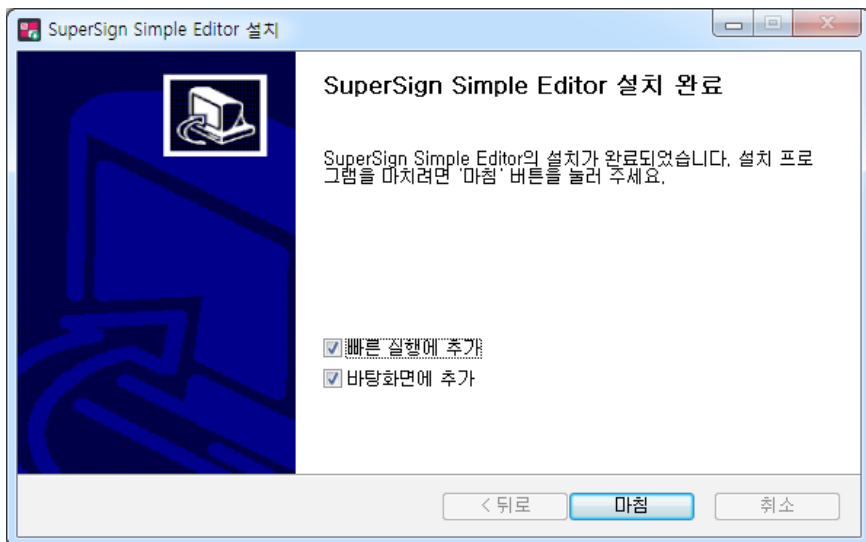 SuperSign Simple Editor 설치
SuperSign Simple Editor 설치 완료
SuperSign Simple Editor의 설치가 완료되었습니다. 설치 프로
그램을 마치려면 '마침' 버튼을 눌러 주세요.
빠른 실행에 추가
바탕화면에 추가
< 뒤로
마침
취소